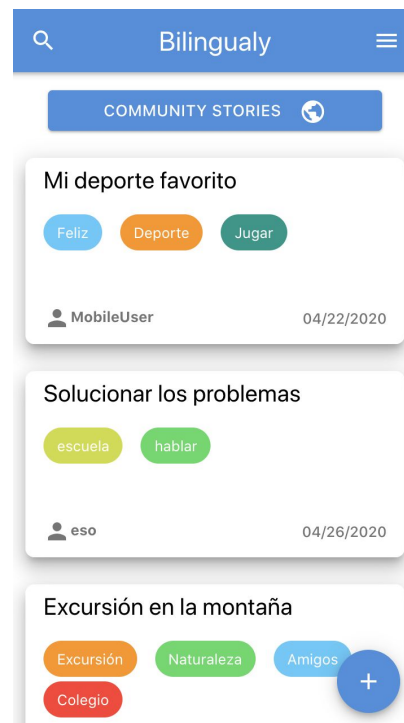 Bilingualy
COMMUNITY STORIES
Mi deporte favorito
Feliz Deporte Jugar
MobileUser 04/22/2020
Solucionar los problemas
escuela hablar
eso 04/26/2020
Excursión en la montaña
Excursión Naturaleza Amigos
Colegio
+